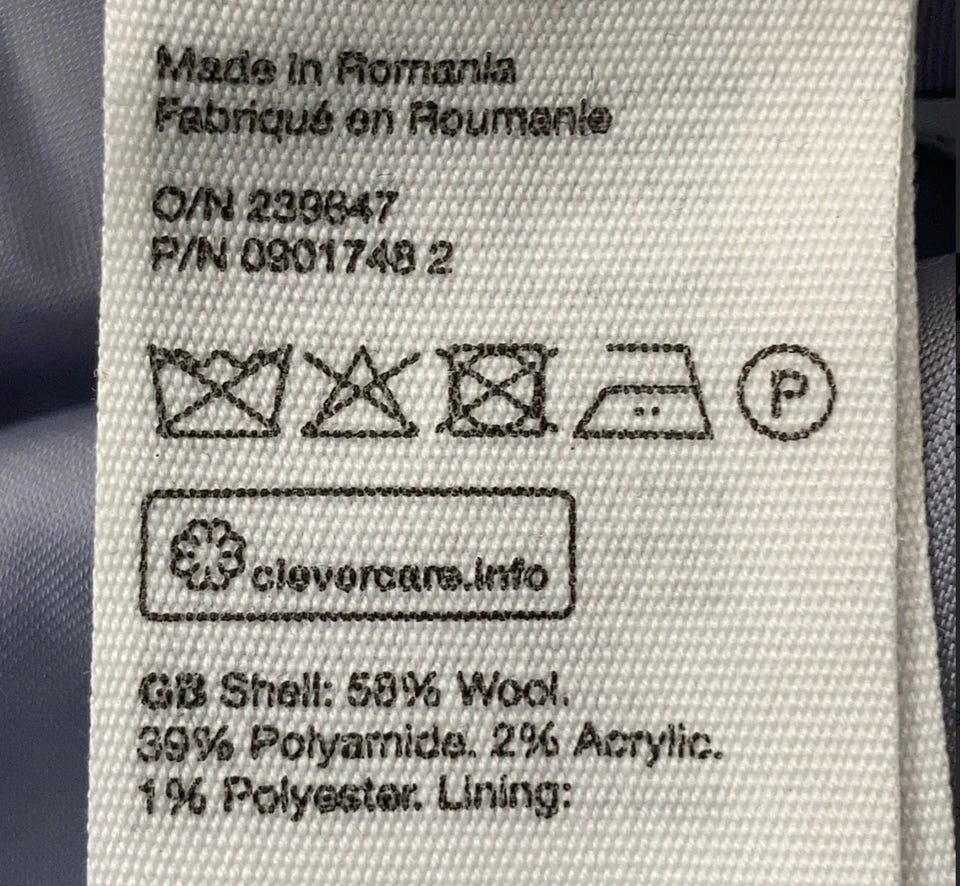 Made in Romania
Fabriqué en Roumanie
O/N 239847
P/N 0901748 2
P
clevercare.info
GB Shell: 58% Wool.
39% Polyamide. 2% Acrylic.
1% Polyester. Lining: